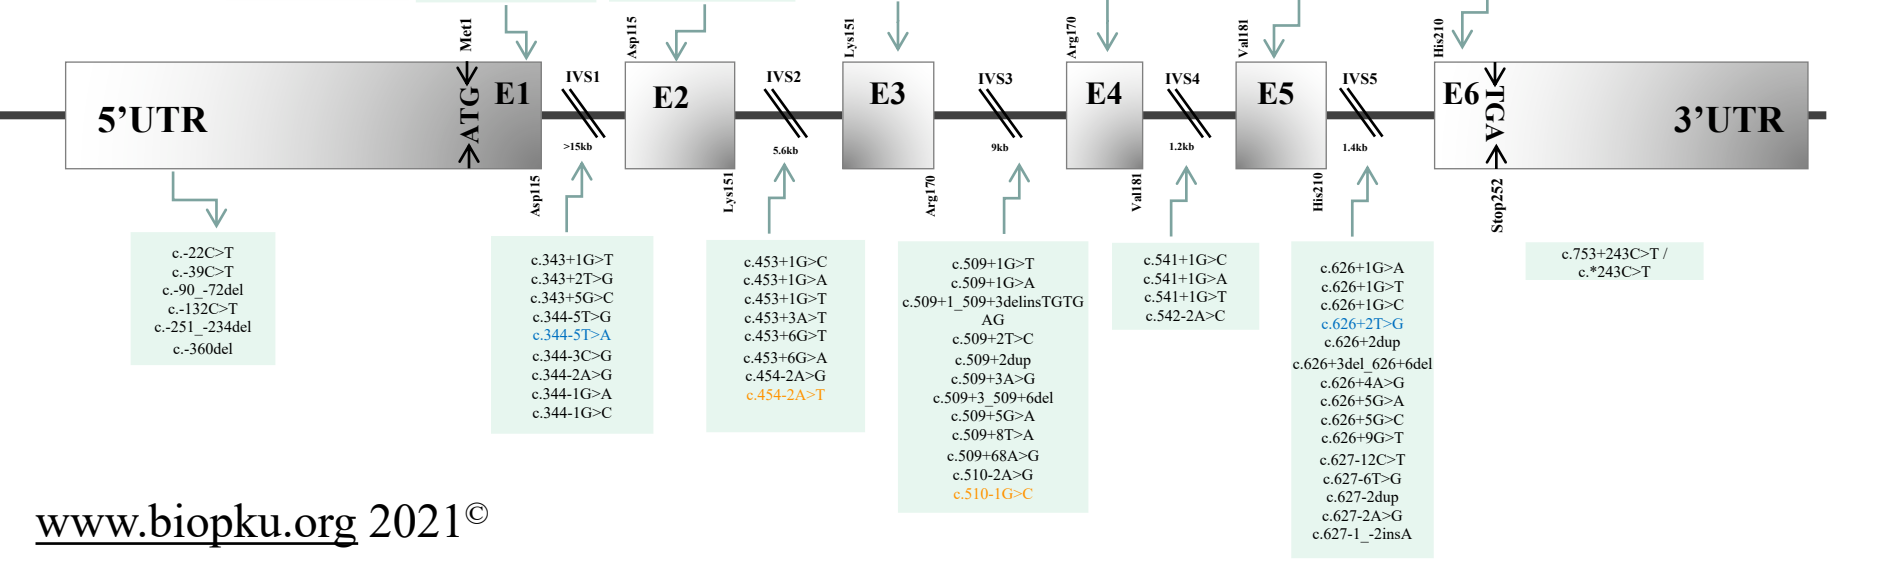 Met1
Asp115
Lys151
Arg170
Val181
His210
5’UTR
ATG
E1
IVS1
>15kb
E2
IVS2
5.6kb
E3
IVS3
9kb
E4
IVS4
1.2kb
E5
IVS5
1.4kb
E6
TGA
3’UTR
Asp115
Lys151
Arg170
Val181
His210
Stop252
c.-22C>T
c.-39C>T
c.-90_-72del
c.-132C>T
c.-251_-234del
c.-360del
c.343+1G>T
c.343+2T>G
c.343+5G>C
c.344-5T>G
c.344-5T>A
c.344-3C>G
c.344-2A>G
c.344-1G>A
c.344-1G>C
c.453+1G>C
c.453+1G>A
c.453+1G>T
c.453+3A>T
c.453+6G>T
c.453+6G>A
c.454-2A>G
c.454-2A>T
c.509+1G>T
c.509+1G>A
c.509+1_509+3delinsTGTG
AG
c.509+2T>C
c.509+2dup
c.509+3A>G
c.509+3_509+6del
c.509+5G>A
c.509+8T>A
c.509+68A>G
c.510-2A>G
c.510-1G>C
c.541+1G>C
c.541+1G>A
c.541+1G>T
c.542-2A>C
c.626+1G>A
c.626+1G>T
c.626+1G>C
c.626+2T>G
c.626+2dup
c.626+3del_626+6del
c.626+4A>G
c.626+5G>A
c.626+5G>C
c.626+9G>T
c.627-12C>T
c.627-6T>G
c.627-2dup
c.627-2A>G
c.627-1_-2insA
c.753+243C>T /
c.*243C>T
www.biopku.org 2021©